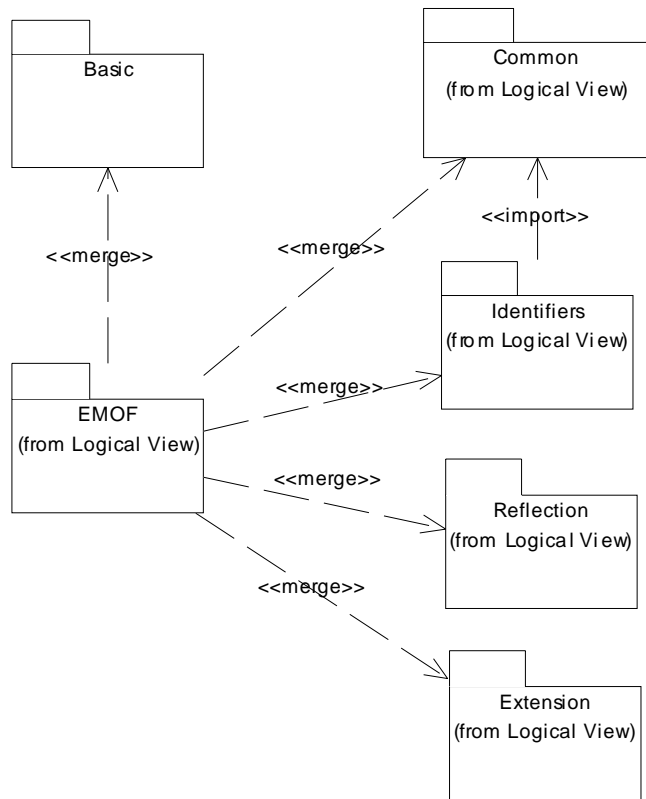 Basic
Common
(from Logical View)
<<import>>
<<merge>>
<<merge>>
Identifiers
(from Logical View)
<<merge>>
EMOF
(from Logical View)
<<merge>>
Reflection
(from Logical View)
<<merge>>
Extension
(from Logical View)